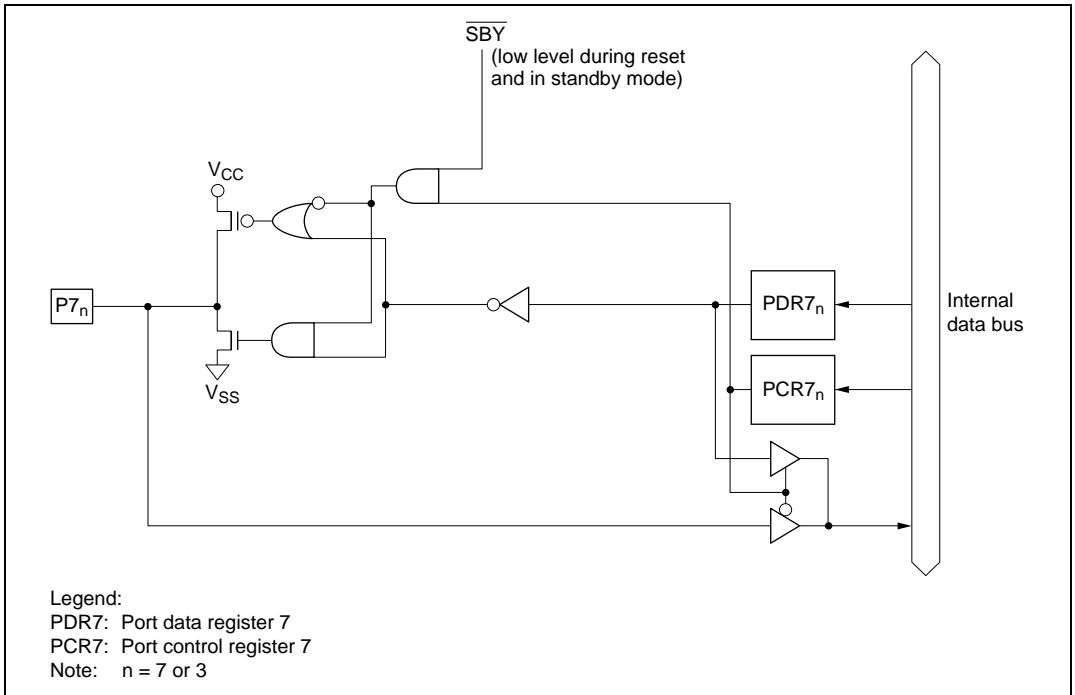 SBY
(low level during reset
and in standby mode)
VCC
P7n
VSS
PDR7n
PCR7n
Internal
data bus
Legend:
PDR7: Port data register 7
PCR7: Port control register 7
Note: n = 7 or 3